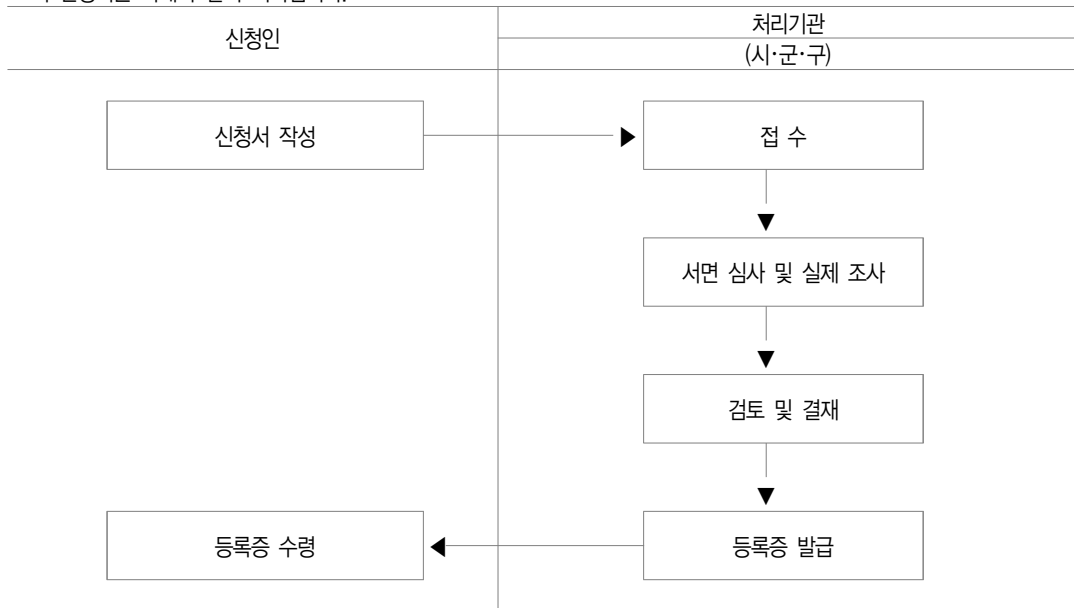 신청인
처리기관
(시·군·구)
신청서 작성
접 수
서면 심사 및 실제 조사
검토 및 결재
등록증 수령
등록증 발급